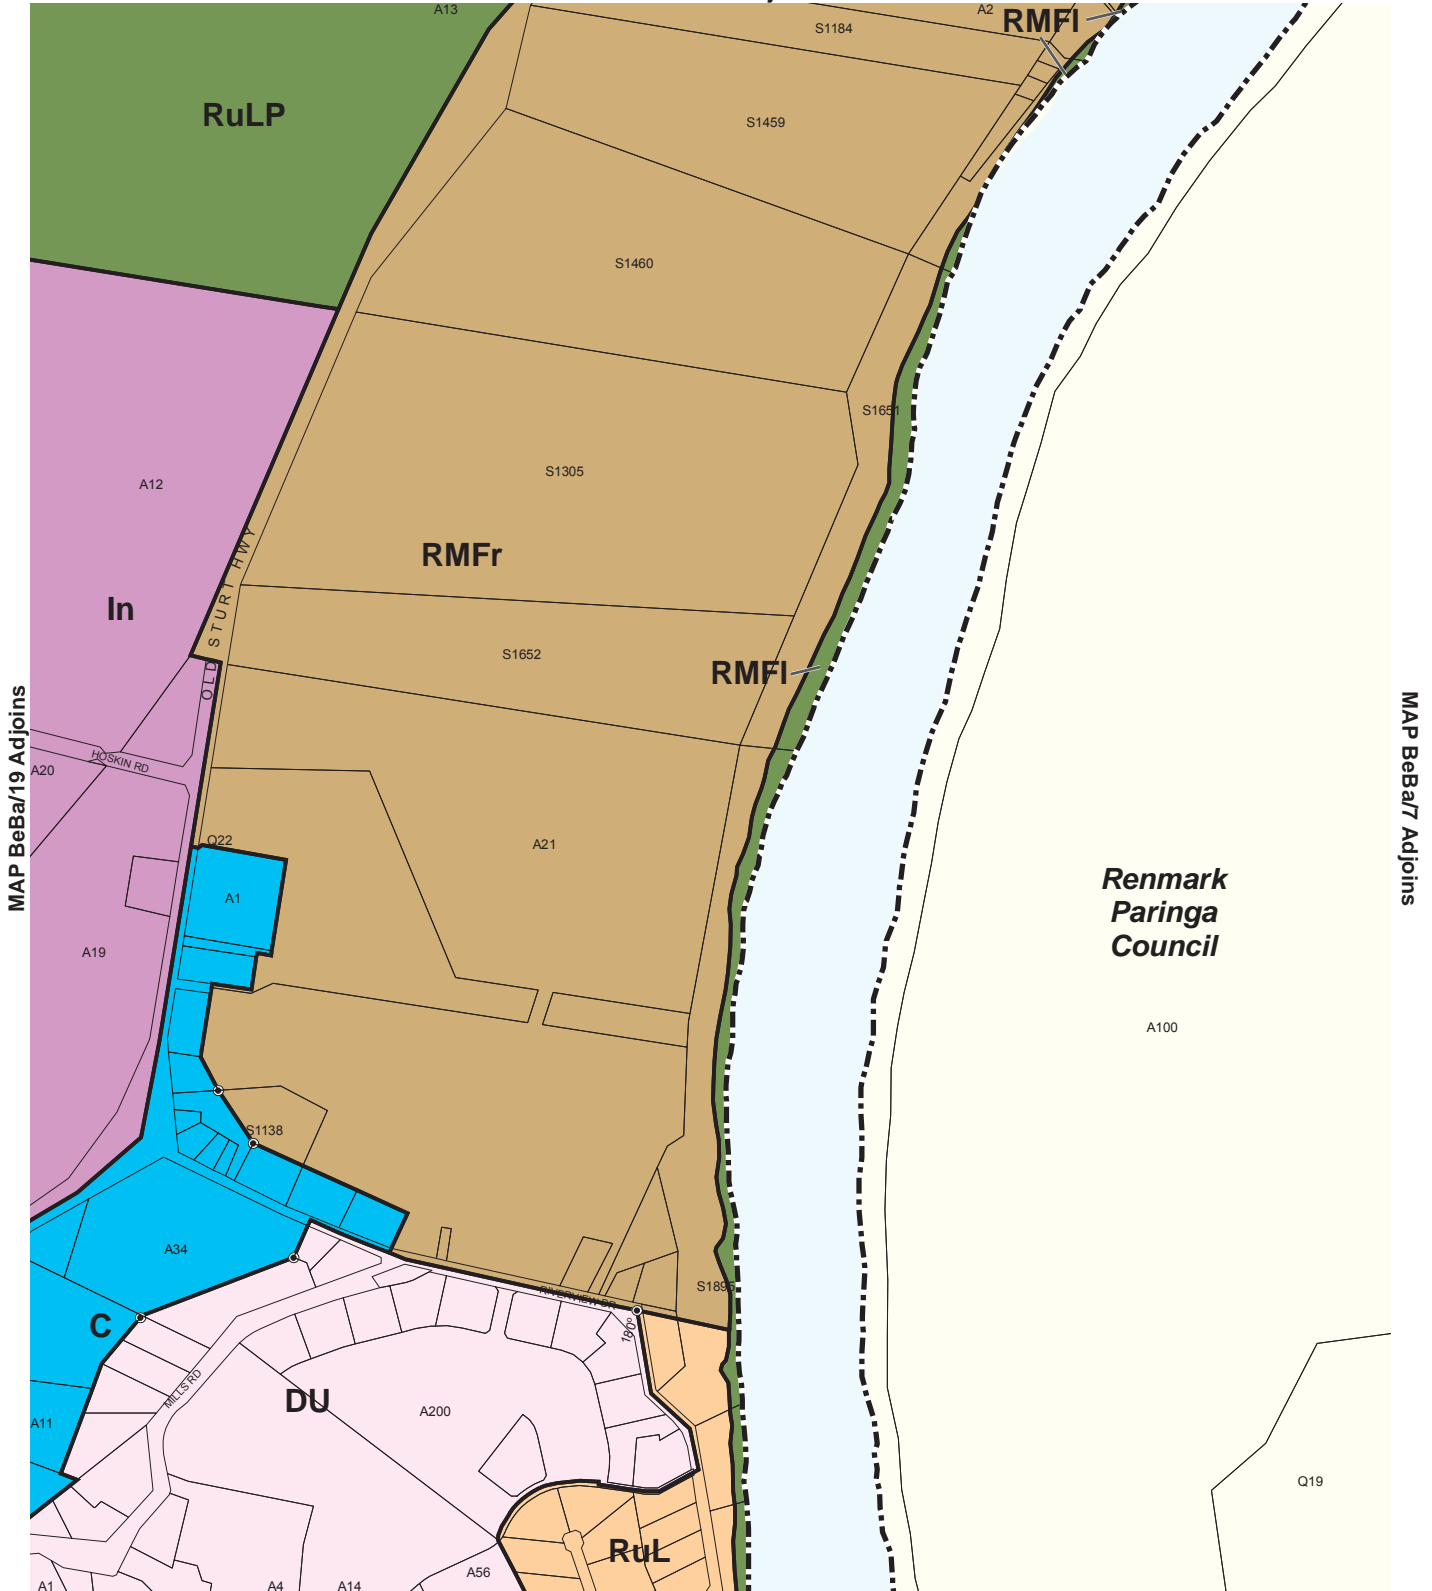 A13
A2
RMFl
S1184
RuLP
S1459
S1460
S1651
A12
S1305
OLD STURT HWY
RMFr
In
S1652
RMFl
MAP BeBa/19 Adjoins
MAP BeBa/7 Adjoins
HOSKIN RD
A20
Q22
A21
A1
Renmark
Paringa
Council
A19
A100
S1138
A34
S1895
RIVERVIEW DR
180°
C
MILLS RD
DU
A200
A11
Q19
RuL
A56
A1
A4
A14